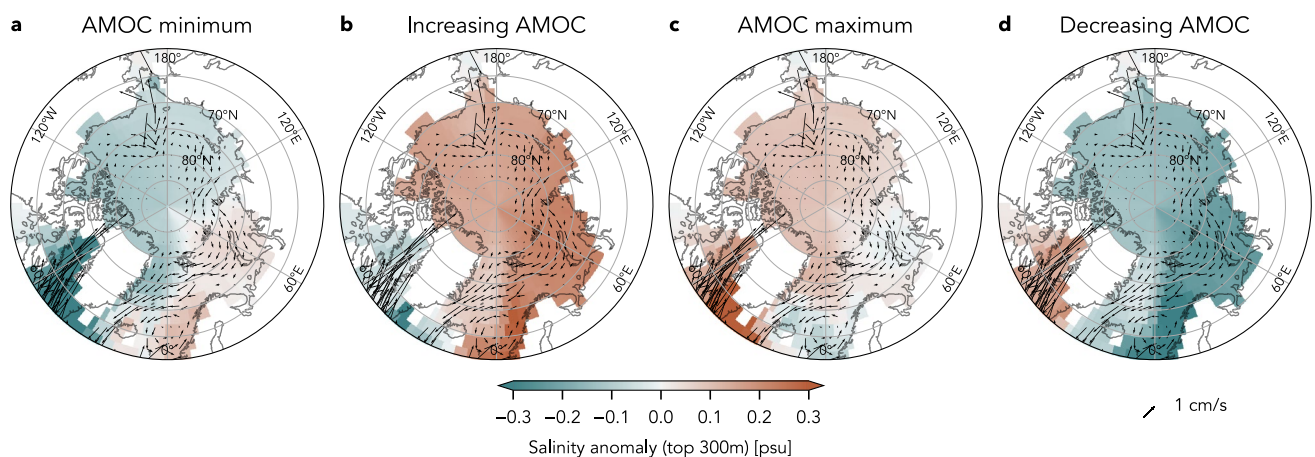 a AMOC minimum
b Increasing AMOC
c AMOC maximum
d Decreasing AMOC
180°
120°W
120°E
70°N
80°N
60°E
0°
180°
120°W
120°E
70°N
80°N
60°E
0°
180°
120°W
120°E
70°N
80°N
60°E
0°
180°
120°W
120°E
70°N
80°N
60°E
0°
−0.3 −0.2 −0.1 0.0 0.1 0.2 0.3
Salinity anomaly (top 300m) [psu]
1 cm/s